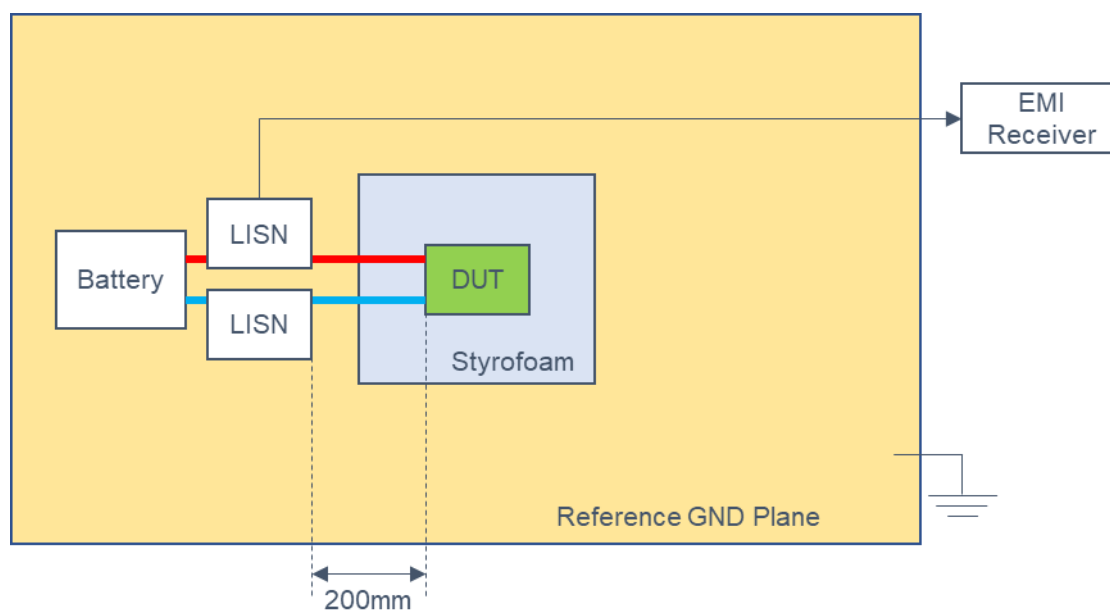 EMI
Receiver
LISN
Battery
DUT
LISN
Styrofoam
Reference GND Plane
200mm